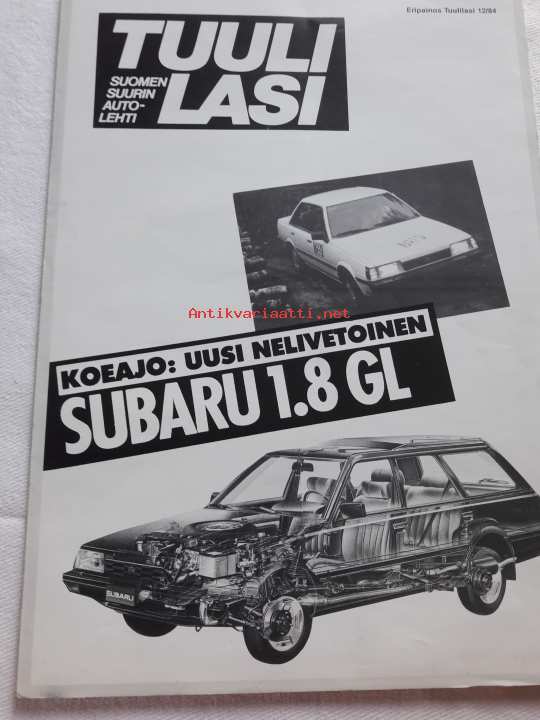 Eripainos Tuulilasi 12/84
TUULI
LASI
SUOMEN
SUURIN
AUTO-
LEHTI
Antikvariaatti.net
KOEAJO: UUSI NELIVETOINEN
SUBARU 1.8 GL
SUBARU